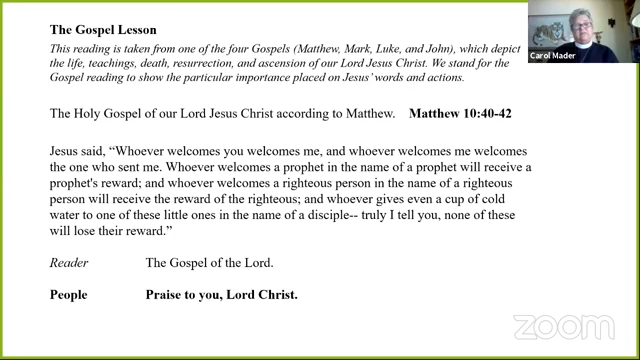 The Gospel Lesson
This reading is taken from one of the four Gospels (Matthew, Mark, Luke, and John), which depict
the life, teachings, death, resurrection, and ascension of our Lord Jesus Christ. We stand for the
Gospel reading to show the particular importance placed on Jesus' words and actions.
The Holy Gospel of our Lord Jesus Christ according to Matthew. Matthew 10:40-42
Jesus said, “Whoever welcomes you welcomes me, and whoever welcomes me welcomes
the one who sent me. Whoever welcomes a prophet in the name of a prophet will receive a
prophet's reward; and whoever welcomes a righteous person in the name of a righteous
person will receive the reward of the righteous; and whoever gives even a cup of cold
water to one of these little ones in the name of a disciple-- truly I tell you, none of these
will lose their reward.”
Reader The Gospel of the Lord.
People Praise to you, Lord Christ.
Carol Mader
zoom